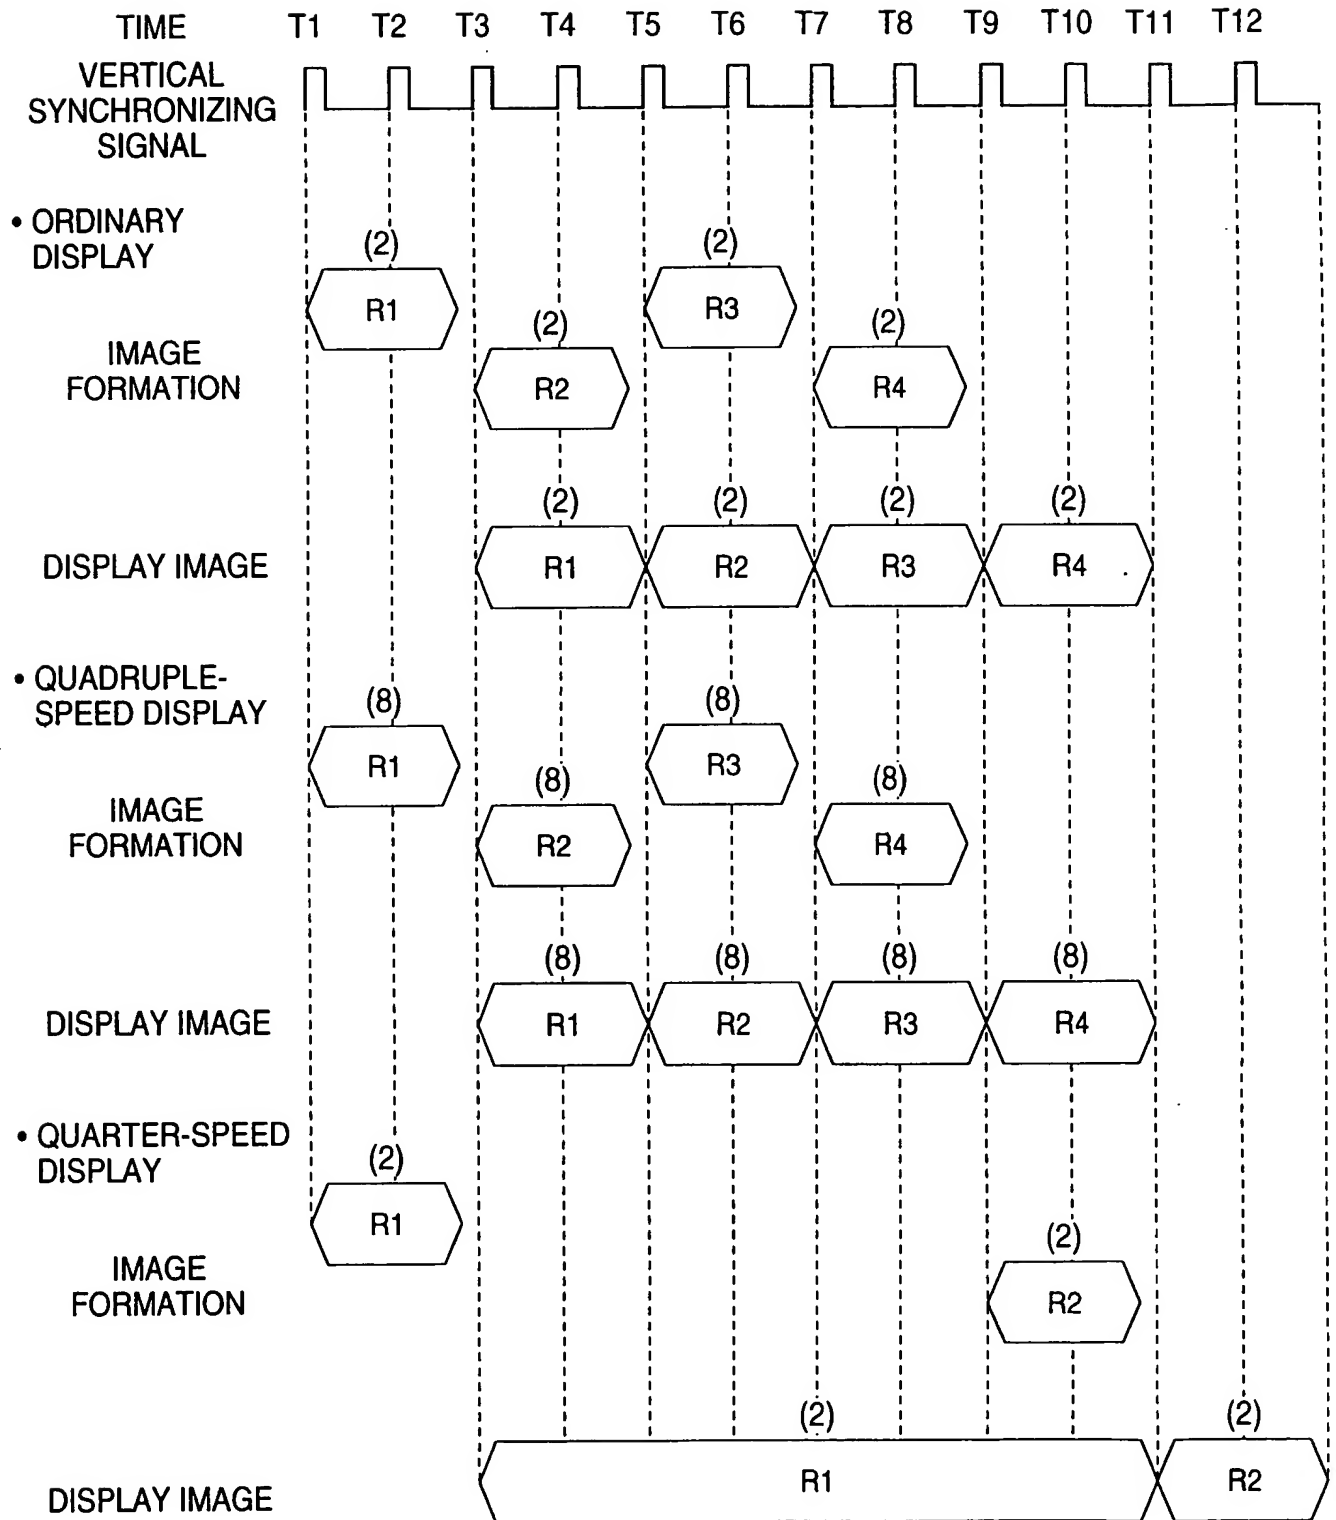 TIME T1 T2 T3 T4 T5 T6 T7 T8 T9 T10 T11 T12
VERTICAL
SYNCHRONIZING
SIGNAL
• ORDINARY
DISPLAY
(2) (2)
R1 R3
IMAGE
FORMATION
(2) (2)
R2 R4
(2) (2) (2) (2)
DISPLAY IMAGE R1 R2 R3 R4
• QUADRUPLE-
SPEED DISPLAY
(8) (8)
R1 R3
IMAGE
FORMATION
(8) (8)
R2 R4
(8) (8) (8) (8)
DISPLAY IMAGE R1 R2 R3 R4
• QUARTER-SPEED
DISPLAY
(2)
R1
IMAGE
FORMATION
(2)
R2
(2) (2)
DISPLAY IMAGE R1 R2